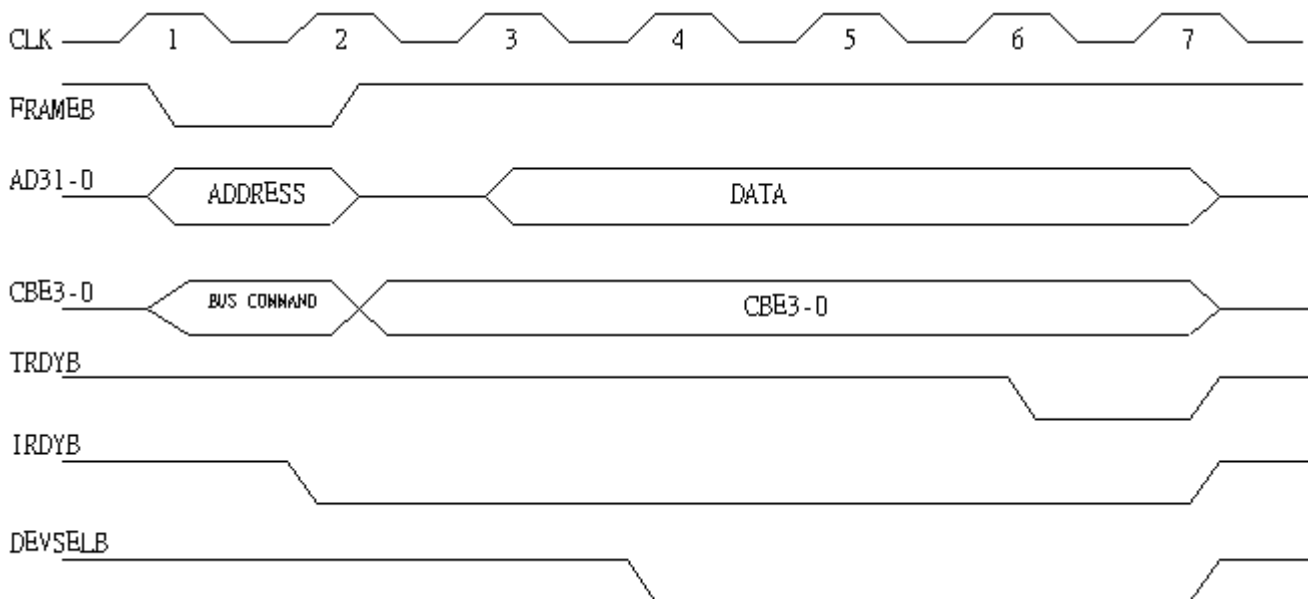 CLK 1 2 3 4 5 6 7
FRAMEB
AD31-0 ADDRESS DATA
CBE3-0 BUS COMMAND CBE3-0
TRDYB
IRDYB
DEVSELB